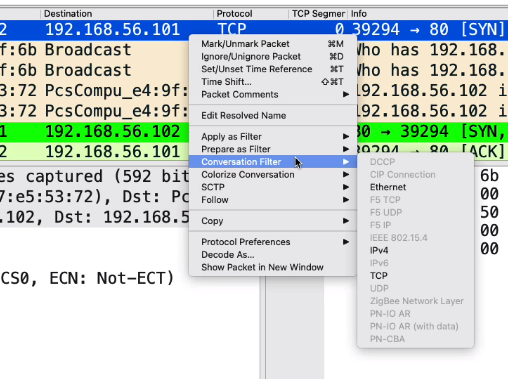 Destination Protocol TCP Segmer Info
2 192.168.56.101 TCP 0 39294 → 80 [SYN]
f:6b Broadcast Who has 192.168.
f:6b Broadcast Who has 192.168.
3:72 PcsCompu_e4:9f: 192.168.56.102 i
3:72 PcsCompu_e4:9f: 192.168.56.101 i
1 192.168.56.102 80 → 39294 [SYN,
2 192.168.56.101 39294 → 80 [ACK]
es captured (592 bit
7:e5:53:72), Dst: Pc
.102, Dst: 192.168.5
CS0, ECN: Not-ECT)
Mark/Unmark Packet ⌘M
Ignore/Unignore Packet ⌘D
Set/Unset Time Reference ⌘T
Time Shift... ⇧⌘T
Packet Comments
Edit Resolved Name
Apply as Filter
Prepare as Filter
Conversation Filter
Colorize Conversation
SCTP
Follow
Copy
Protocol Preferences
Decode As...
Show Packet in New Window
DCCP
CIP Connection
Ethernet
F5 TCP
F5 UDP
F5 IP
IEEE 802.15.4
IPv4
IPv6
TCP
UDP
ZigBee Network Layer
PN-IO AR
PN-IO AR (with data)
PN-CBA
6b
00
50
00
00